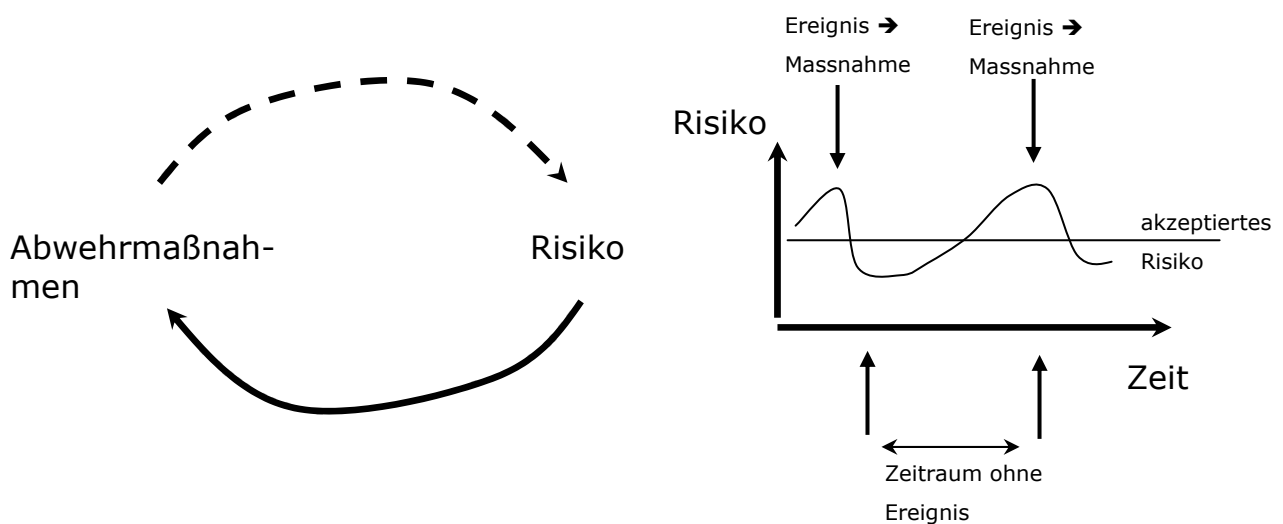 Abwehrmaßnah-
men
Risiko
Ereignis ➔
Massnahme
Ereignis ➔
Massnahme
Risiko
akzeptiertes
Risiko
Zeit
Zeitraum ohne
Ereignis